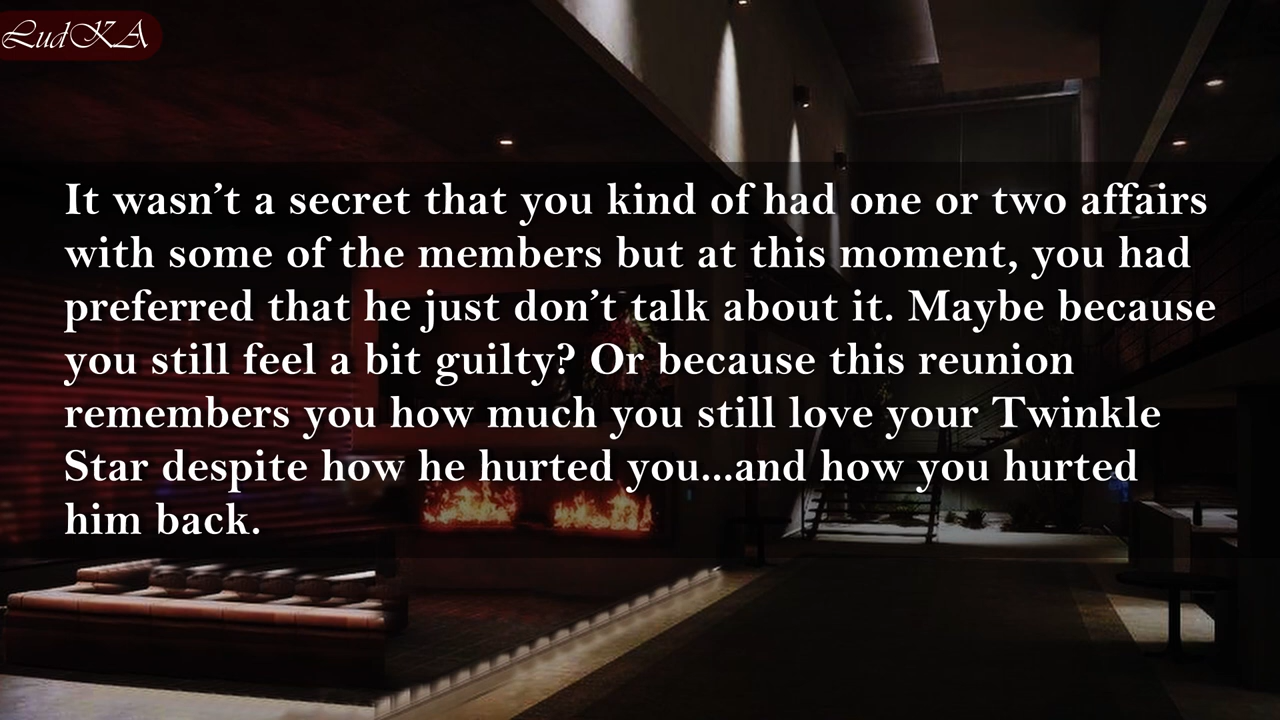 LudKA
It wasn’t a secret that you kind of had one or two affairs
with some of the members but at this moment, you had
preferred that he just don’t talk about it. Maybe because
you still feel a bit guilty? Or because this reunion
remembers you how much you still love your Twinkle
Star despite how he hurted you...and how you hurted
him back.